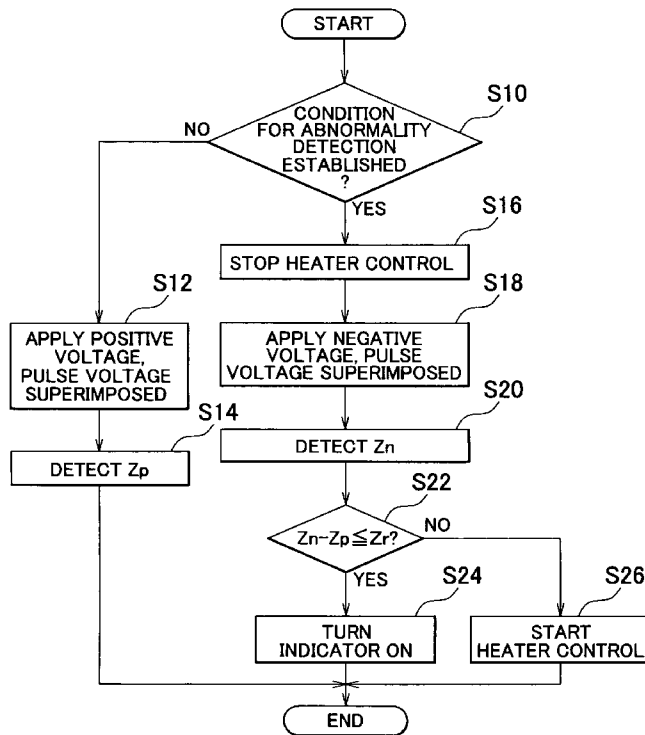 START
S10
CONDITION
FOR ABNORMALITY
DETECTION
ESTABLISHED
?
NO
YES
S16
STOP HEATER CONTROL
S12
APPLY POSITIVE
VOLTAGE,
PULSE VOLTAGE
SUPERIMPOSED
S18
APPLY NEGATIVE
VOLTAGE, PULSE
VOLTAGE SUPERIMPOSED
S14
DETECT Zp
S20
DETECT Zn
S22
Zn-Zp≦Zr?
NO
YES
S24
TURN
INDICATOR ON
S26
START
HEATER CONTROL
END